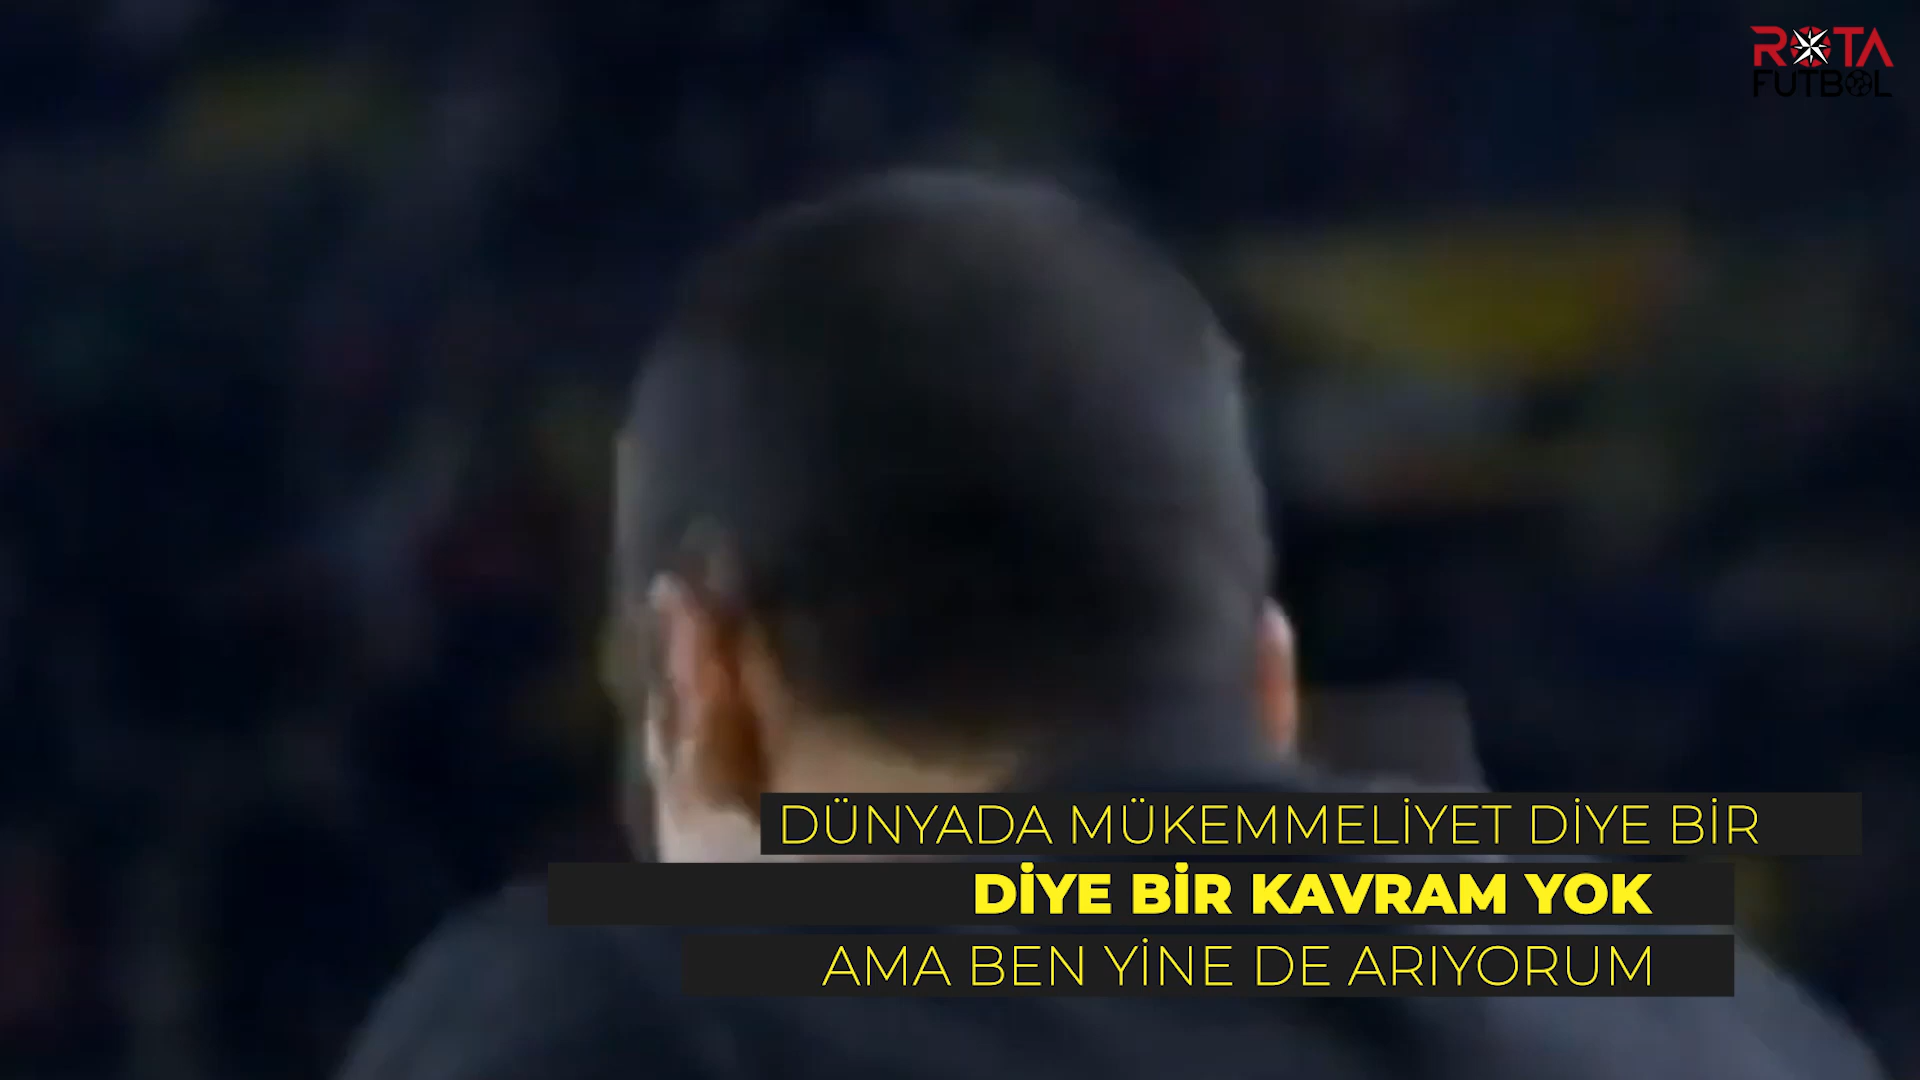 ROTA
FUTBOL
DÜNYADA MÜKEMMELİYET DİYE BİR
DİYE BİR KAVRAM YOK
AMA BEN YİNE DE ARIYORUM